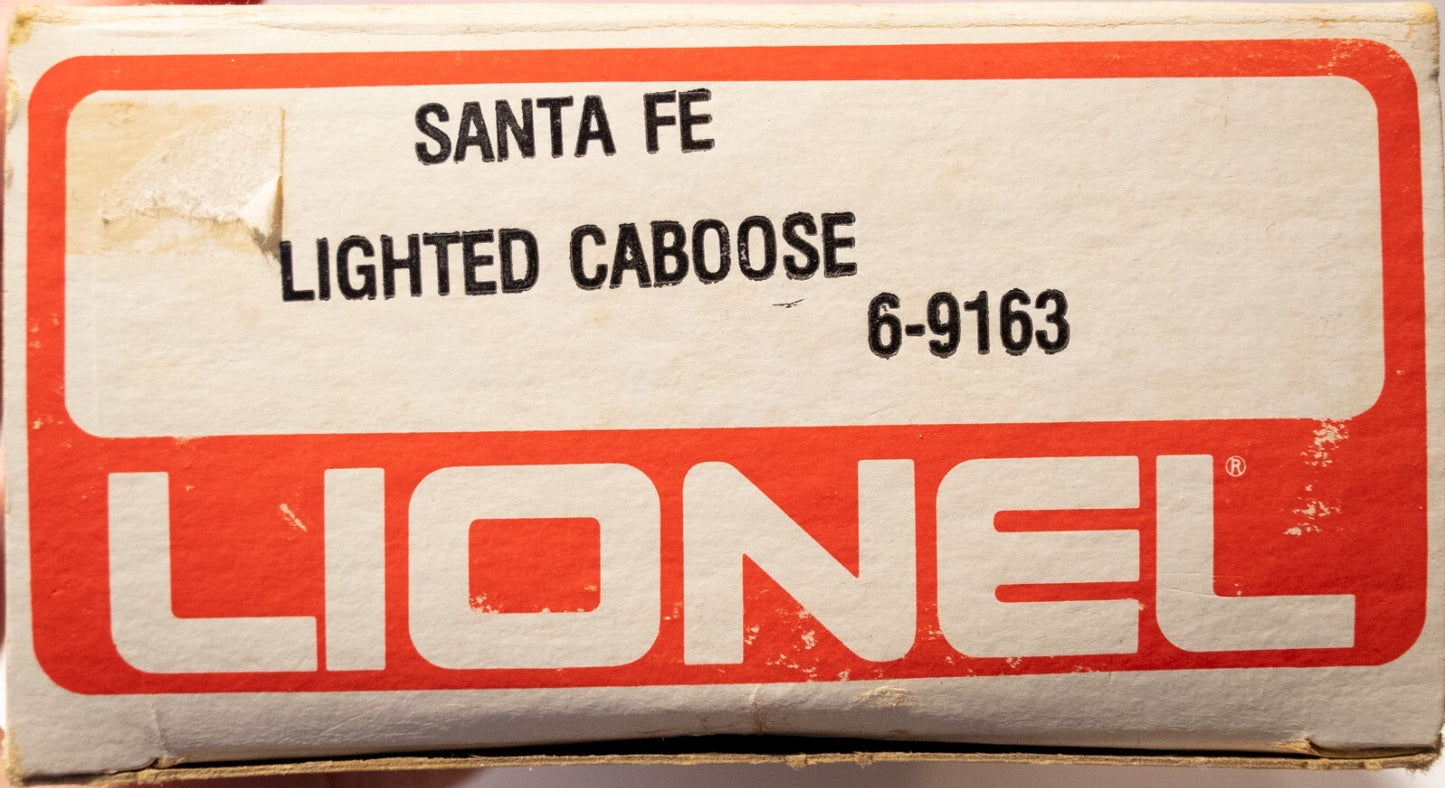 SANTA FE
LIGHTED CABOOSE
6-9163
LIONEL®